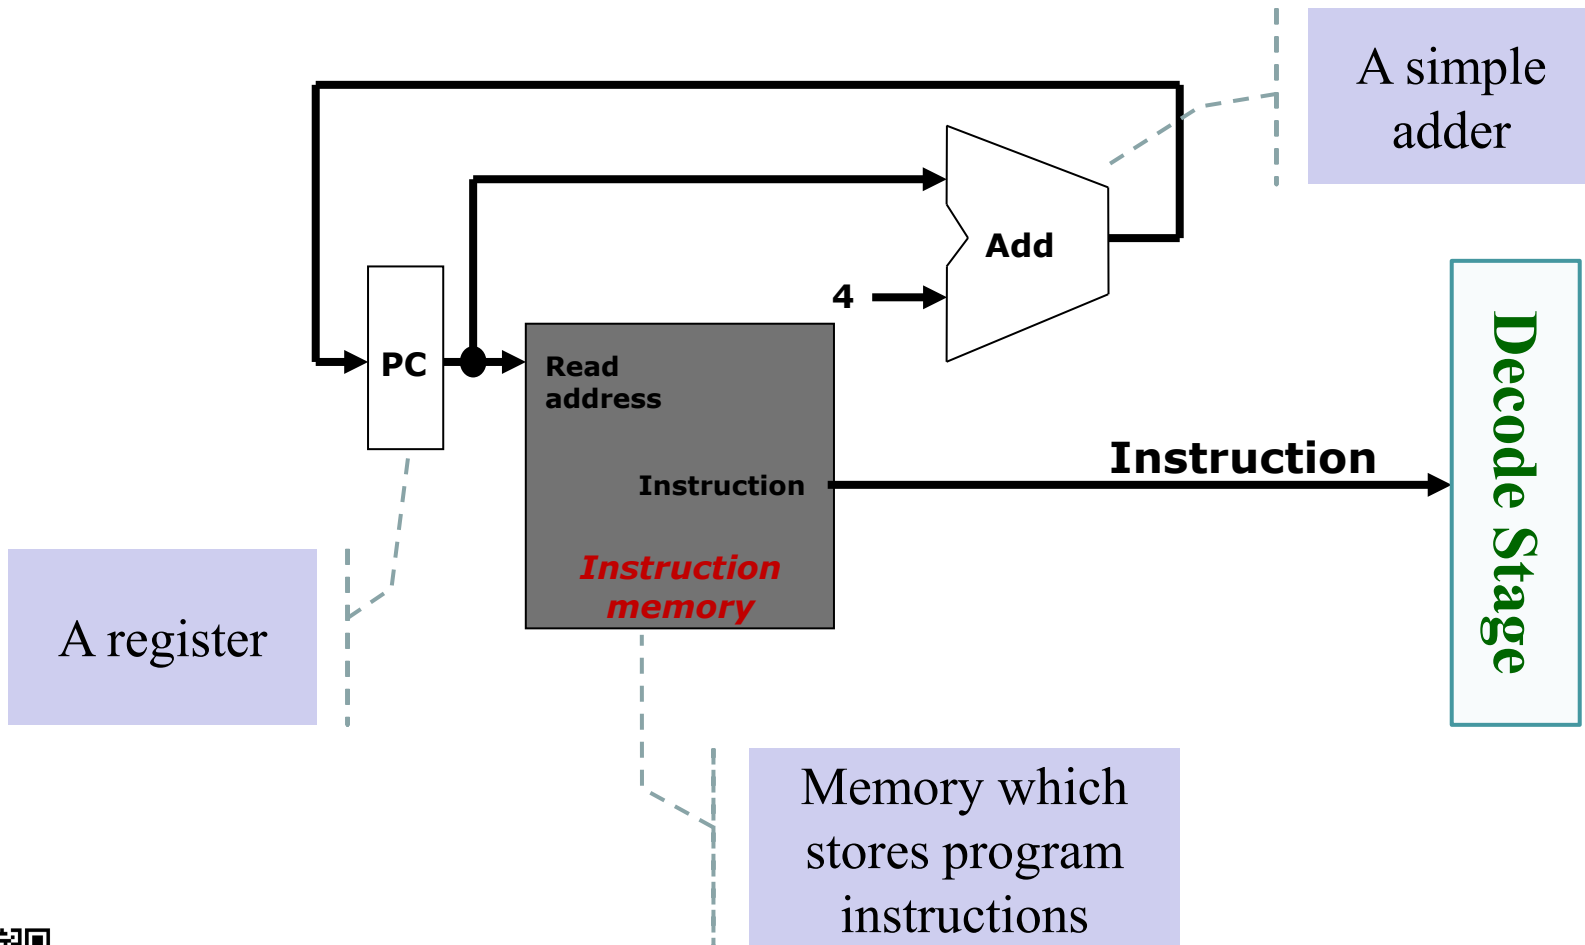 A simple
adder
Add
4
PC
Read
address
Instruction
Instruction
memory
Instruction
Decode Stage
A register
Memory which
stores program
instructions